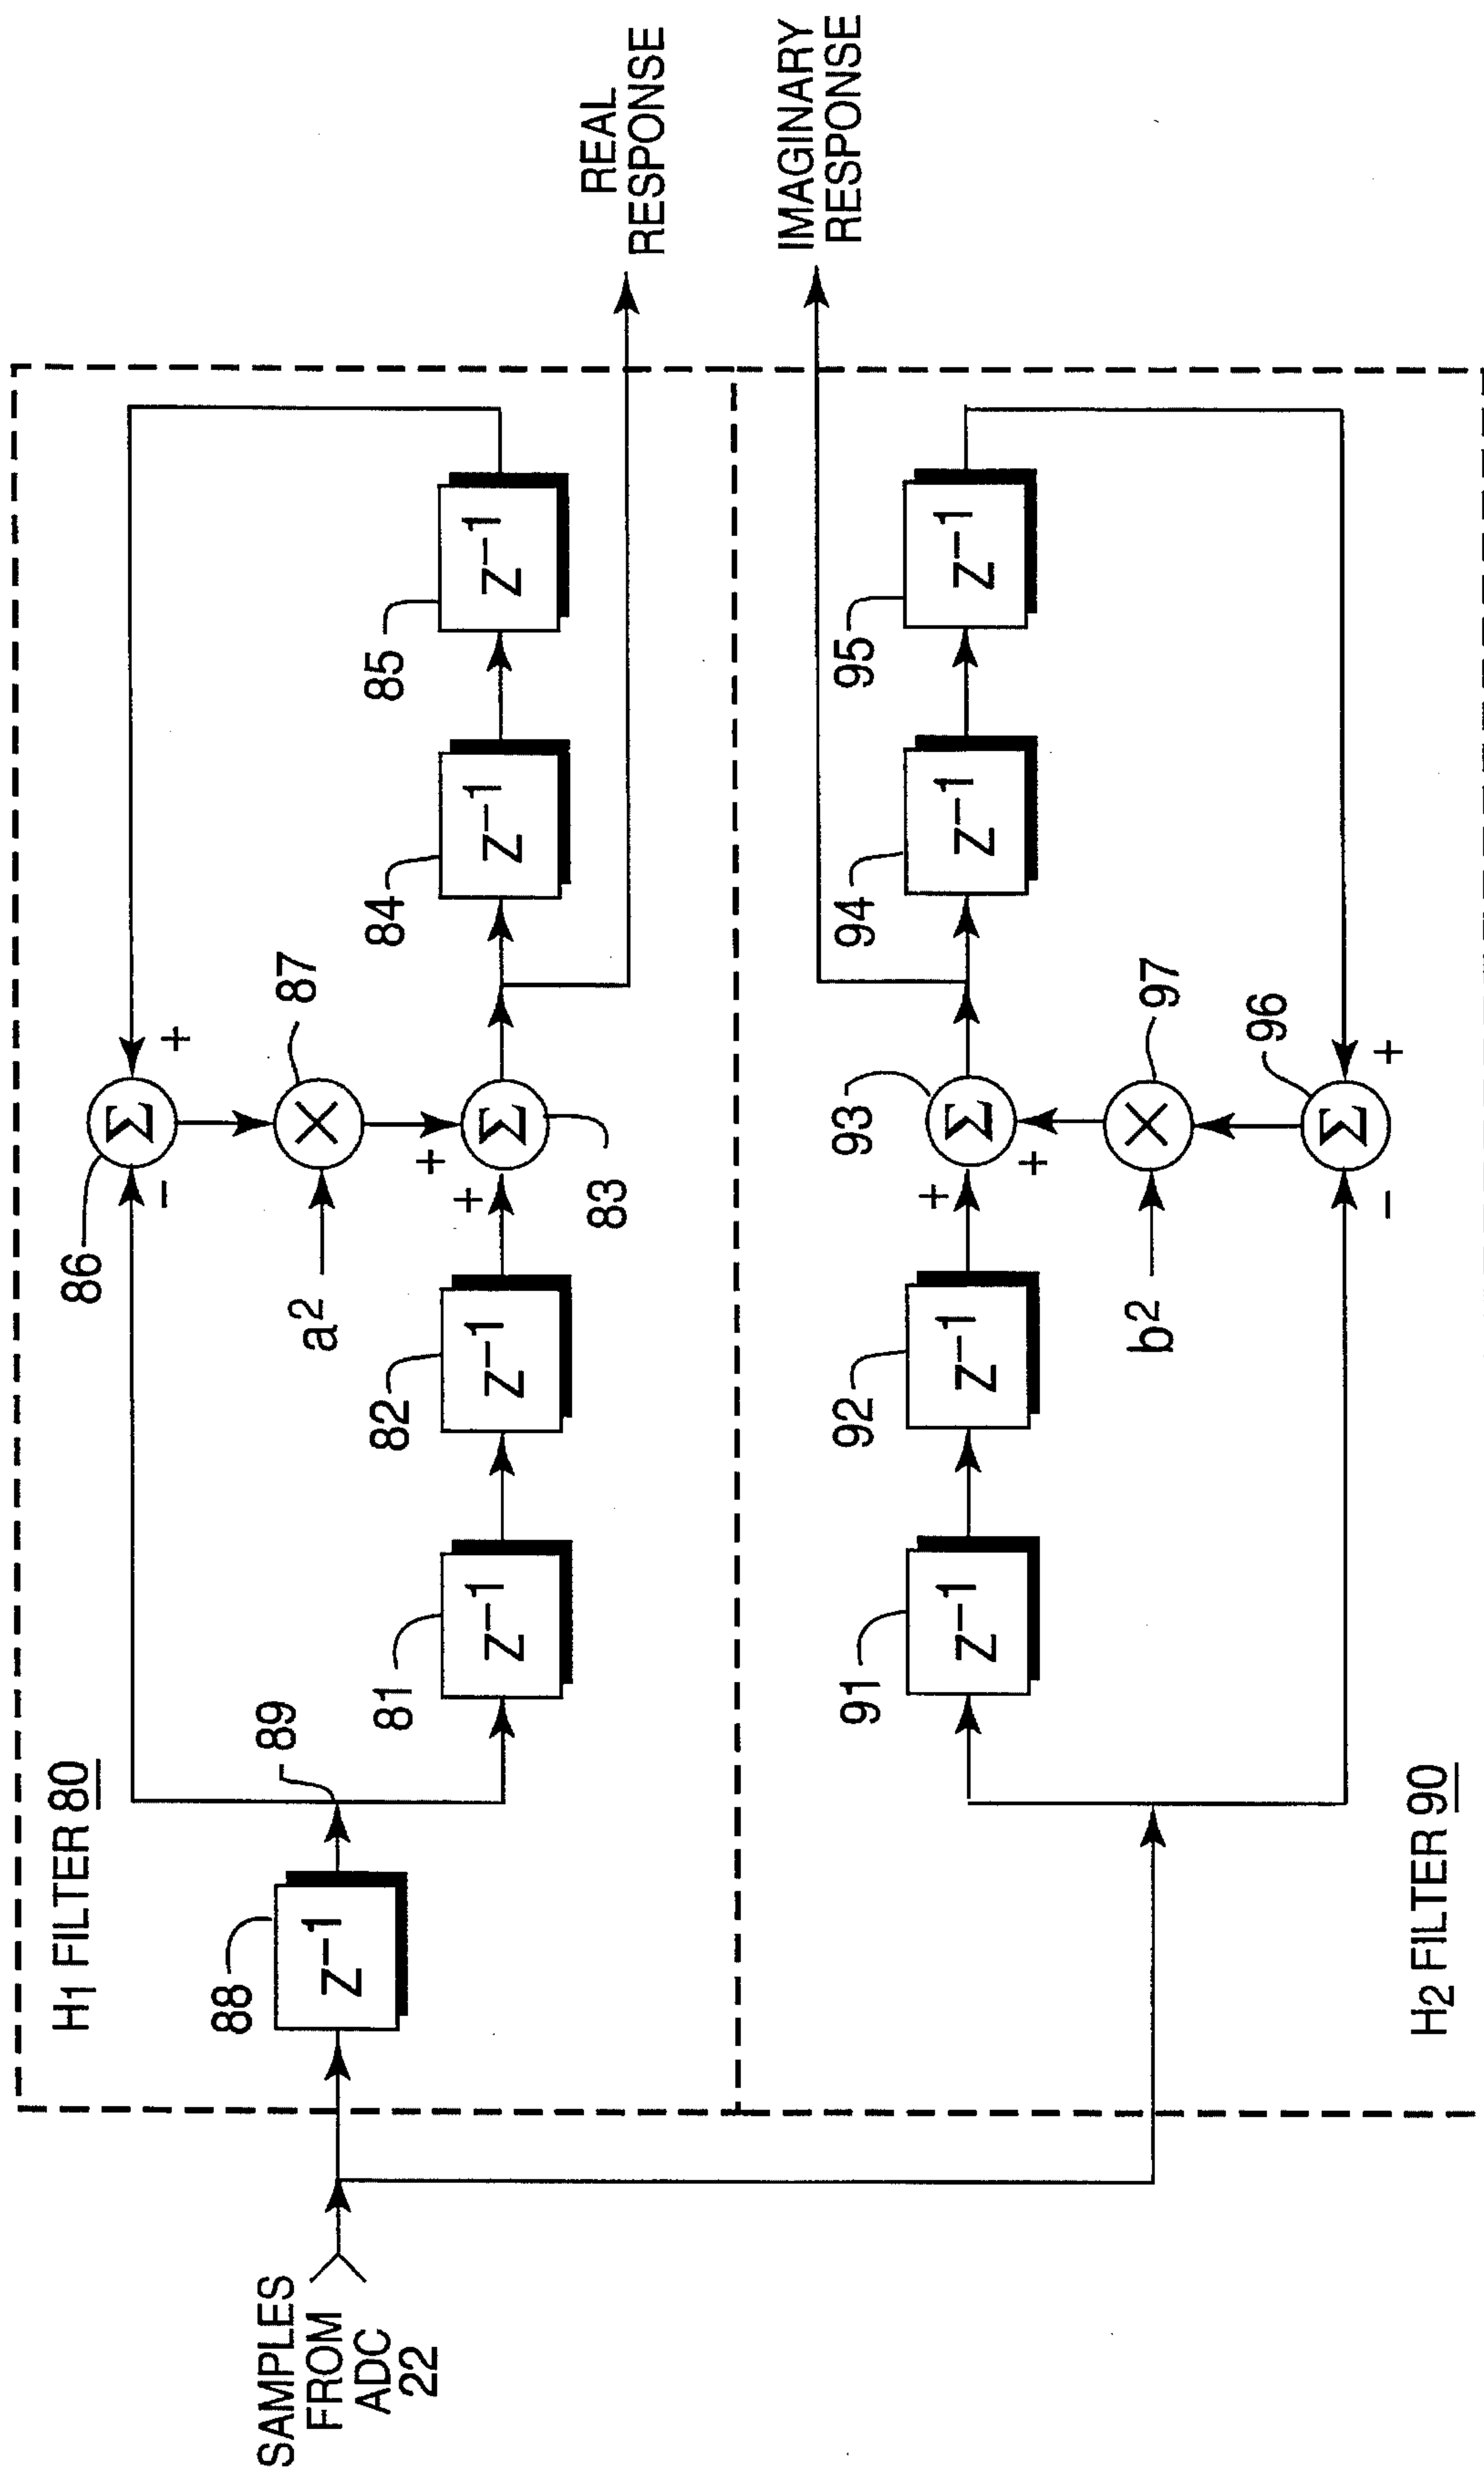 H1 FILTER 80
SAMPLES
FROM
ADC
22
88
Z−1
89
81
Z−1
82
Z−1
86
Σ
−
+
a2
87
×
+
+
Σ
83
84
Z−1
85
Z−1
REAL
RESPONSE
H2 FILTER 90
91
Z−1
92
Z−1
93
Σ
+
+
b2
97
×
96
Σ
−
+
94
Z−1
95
Z−1
IMAGINARY
RESPONSE